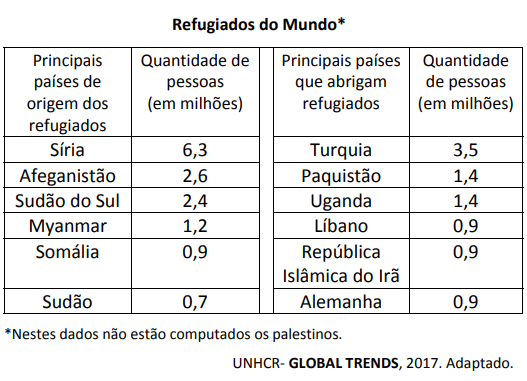 Refugiados do Mundo*
Principais países de origem dos refugiados | Quantidade de pessoas (em milhões) | Principais países que abrigam refugiados | Quantidade de pessoas (em milhões)
Síria | 6,3 | Turquia | 3,5
Afeganistão | 2,6 | Paquistão | 1,4
Sudão do Sul | 2,4 | Uganda | 1,4
Myanmar | 1,2 | Líbano | 0,9
Somália | 0,9 | República Islâmica do Irã | 0,9
Sudão | 0,7 | Alemanha | 0,9
*Nestes dados não estão computados os palestinos.
UNHCR- GLOBAL TRENDS, 2017. Adaptado.